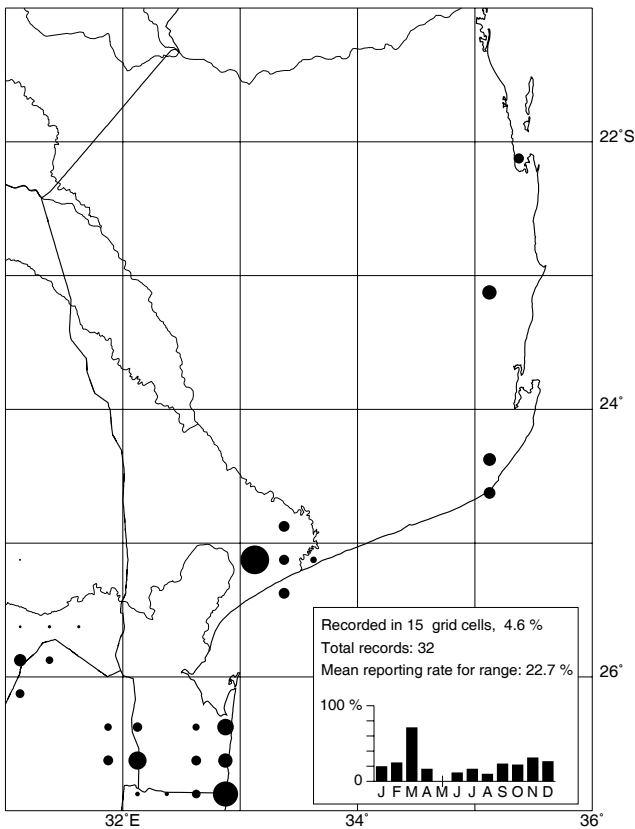 22°S
24°
Recorded in 15 grid cells, 4.6 %
Total records: 32
Mean reporting rate for range: 22.7 %
26°
100 %
0
J F M A M J J A S O N D
32°E 34° 36°